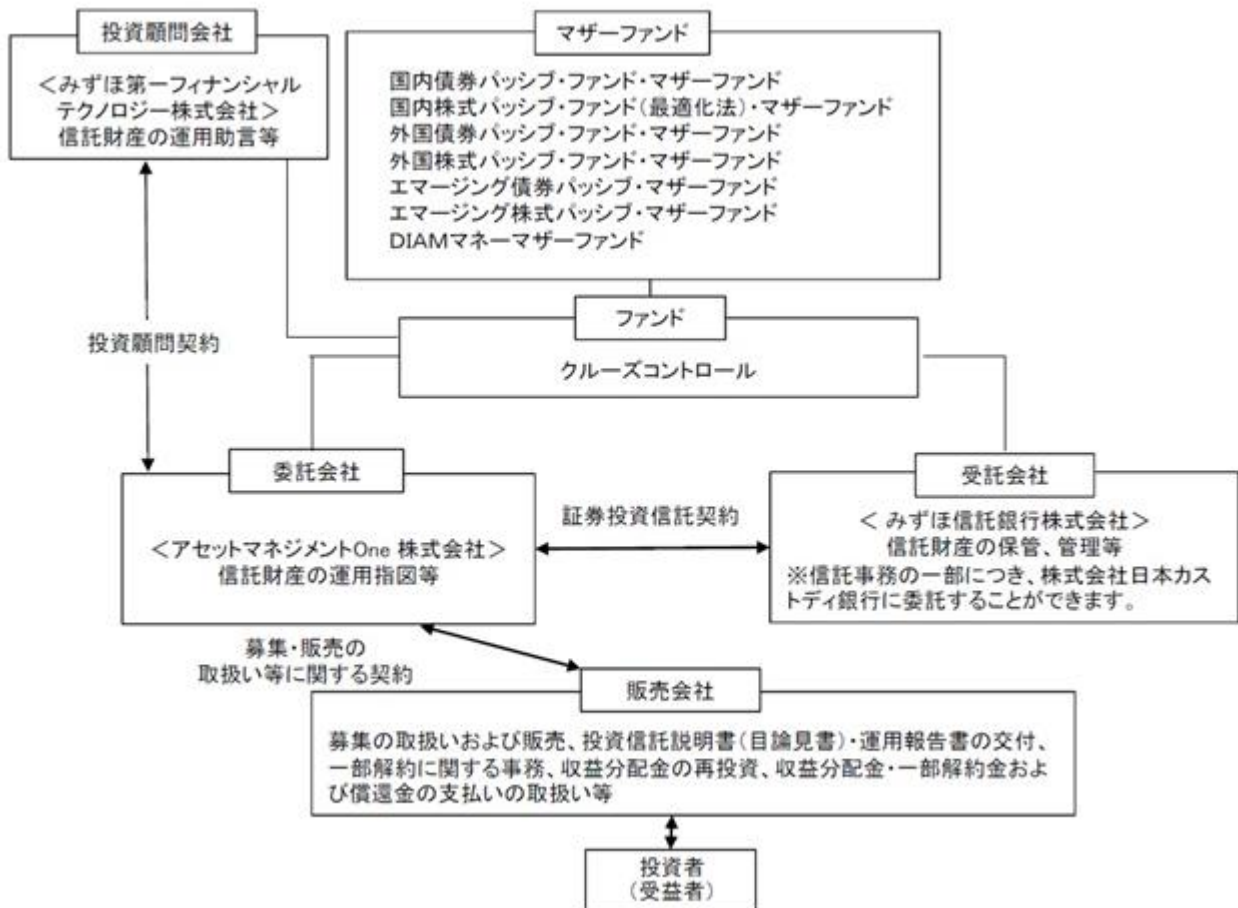 投資顧問会社
＜みずほ第一フィナンシャル
テクノロジー株式会社＞
信託財産の運用助言等
マザーファンド
国内債券パッシブ・ファンド・マザーファンド
国内株式パッシブ・ファンド(最適化法)・マザーファンド
外国債券パッシブ・ファンド・マザーファンド
外国株式パッシブ・ファンド・マザーファンド
エマージング債券パッシブ・マザーファンド
エマージング株式パッシブ・マザーファンド
DIAMマネーマザーファンド
投資顧問契約
ファンド
クルーズコントロール
委託会社
＜アセットマネジメントOne 株式会社＞
信託財産の運用指図等
証券投資信託契約
受託会社
＜ みずほ信託銀行株式会社＞
信託財産の保管、管理等
※信託事務の一部につき、株式会社日本カス
トディ銀行に委託することができます。
募集・販売の
取扱い等に関する契約
販売会社
募集の取扱いおよび販売、投資信託説明書(目論見書)・運用報告書の交付、
一部解約に関する事務、収益分配金の再投資、収益分配金・一部解約金およ
び償還金の支払いの取扱い等
投資者
(受益者)